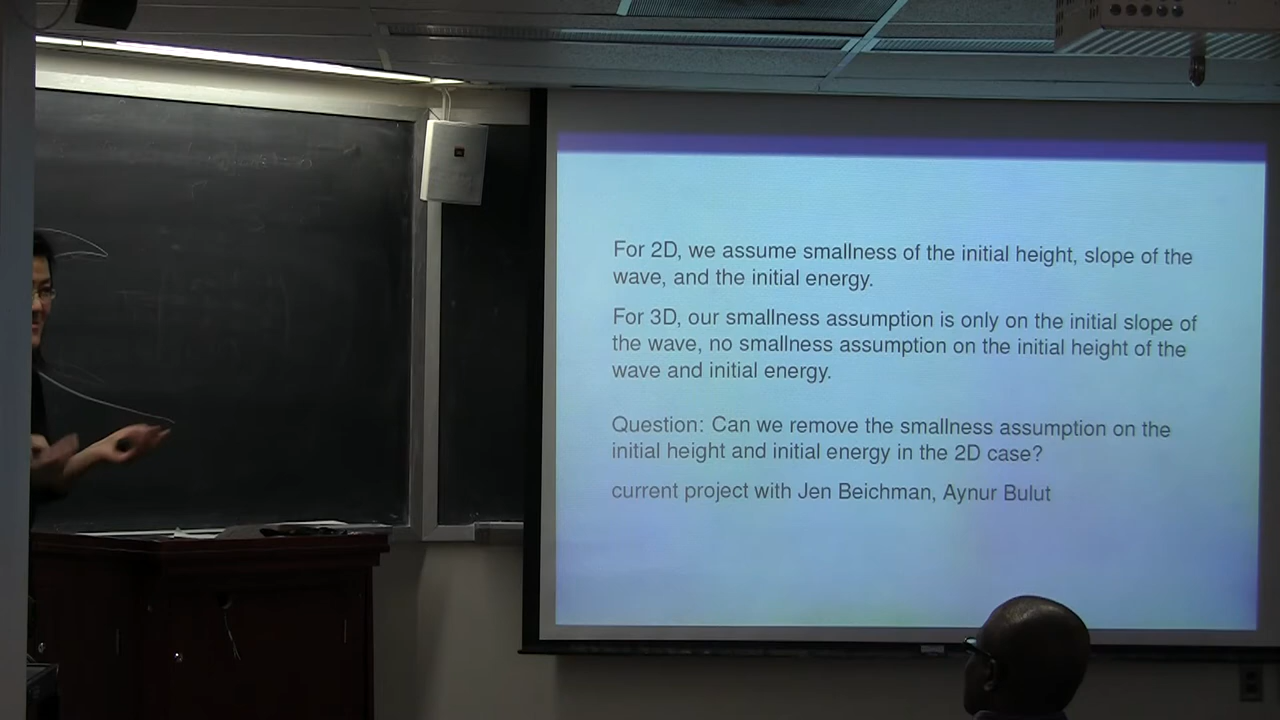 For 2D, we assume smallness of the initial height, slope of the
wave, and the initial energy.
For 3D, our smallness assumption is only on the initial slope of
the wave, no smallness assumption on the initial height of the
wave and initial energy.
Question: Can we remove the smallness assumption on the
initial height and initial energy in the 2D case?
current project with Jen Beichman, Aynur Bulut